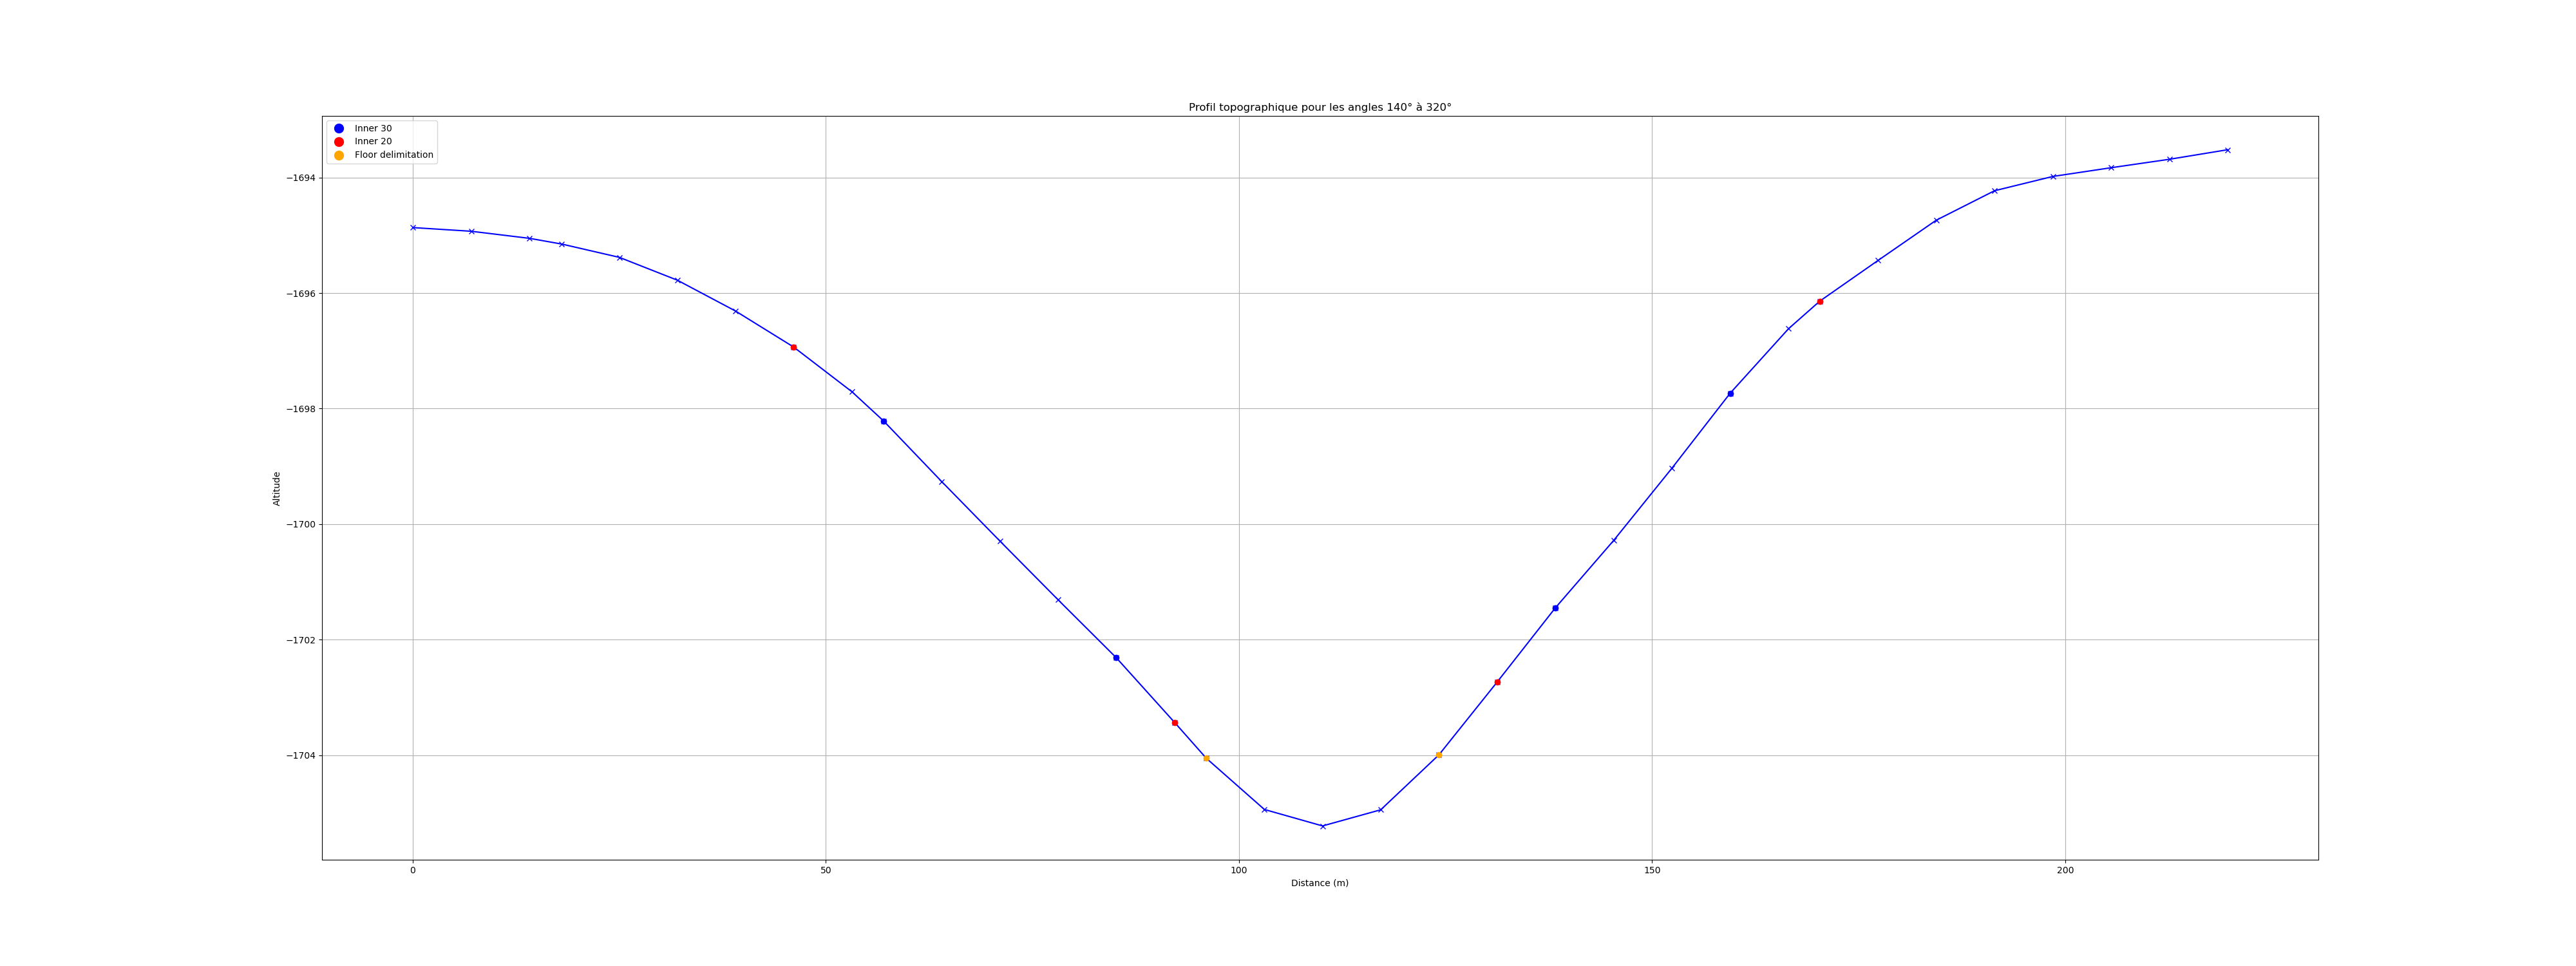 Profil topographique pour les angles 140° à 320°
Inner 30
Inner 20
Floor delimitation
−1694
−1696
−1698
−1700
−1702
−1704
Altitude
0
50
100
150
200
Distance (m)